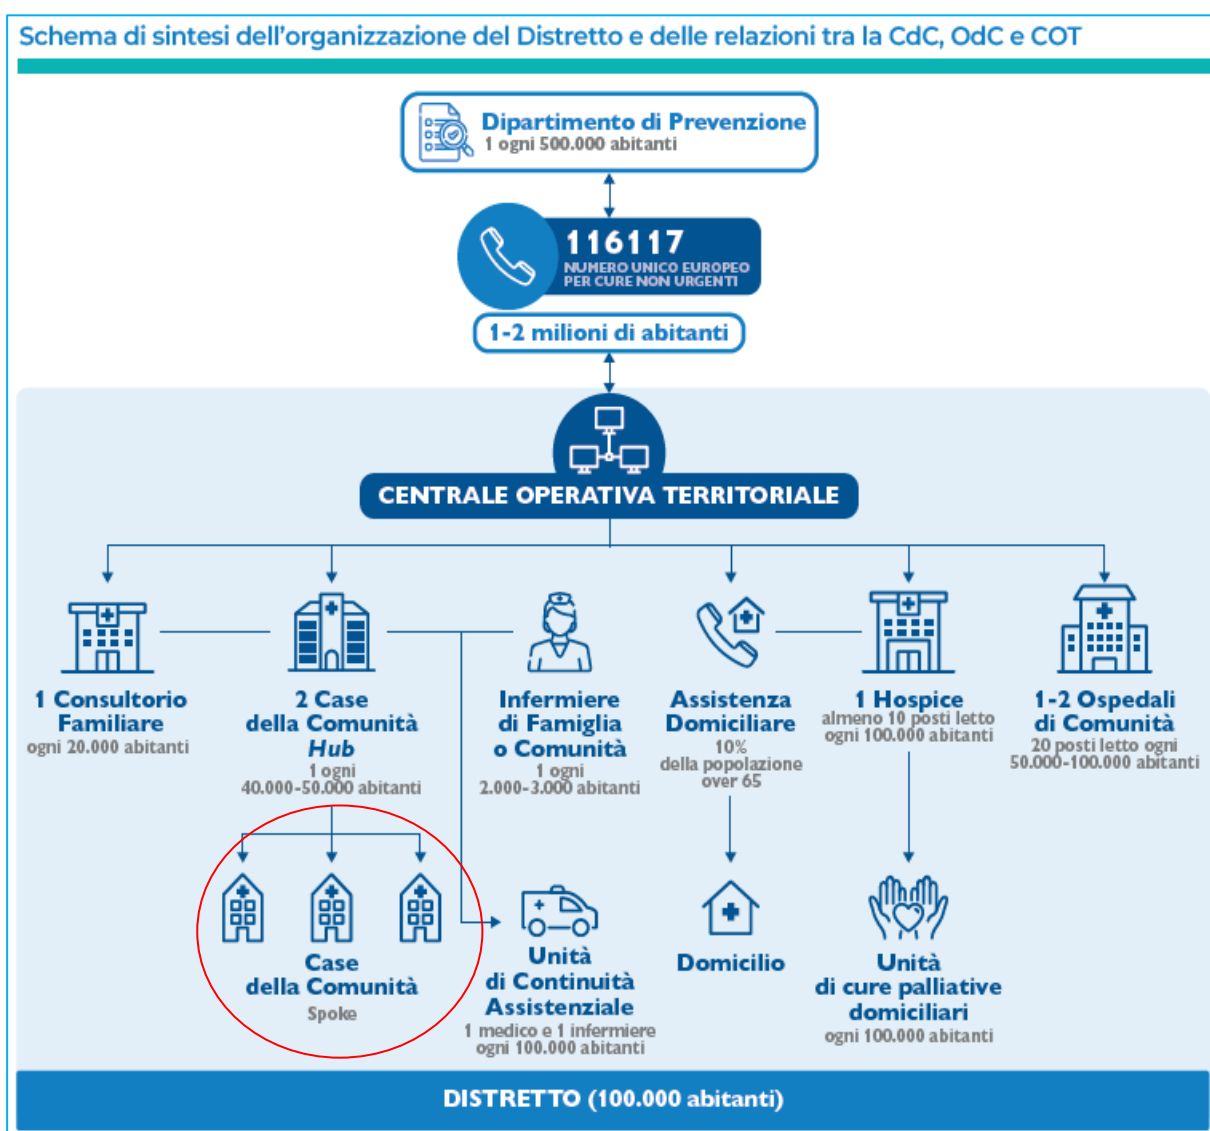 Schema di sintesi dell'organizzazione del Distretto e delle relazioni tra la CdC, OdC e COT
Dipartimento di Prevenzione
1 ogni 500.000 abitanti
116117
NUMERO UNICO EUROPEO
PER CURE NON URGENTI
1-2 milioni di abitanti
CENTRALE OPERATIVA TERRITORIALE
1 Consultorio
Familiare
ogni 20.000 abitanti
2 Case
della Comunità
Hub
1 ogni
40.000-50.000 abitanti
Infermiere
di Famiglia
o Comunità
1 ogni
2.000-3.000 abitanti
Assistenza
Domiciliare
10%
della popolazione
over 65
1 Hospice
almeno 10 posti letto
ogni 100.000 abitanti
1-2 Ospedali
di Comunità
20 posti letto ogni
50.000-100.000 abitanti
Case
della Comunità
Spoke
Unità
di Continuità
Assistenziale
1 medico e 1 infermiere
ogni 100.000 abitanti
Domicilio
Unità
di cure palliative
domiciliari
ogni 100.000 abitanti
DISTRETTO (100.000 abitanti)